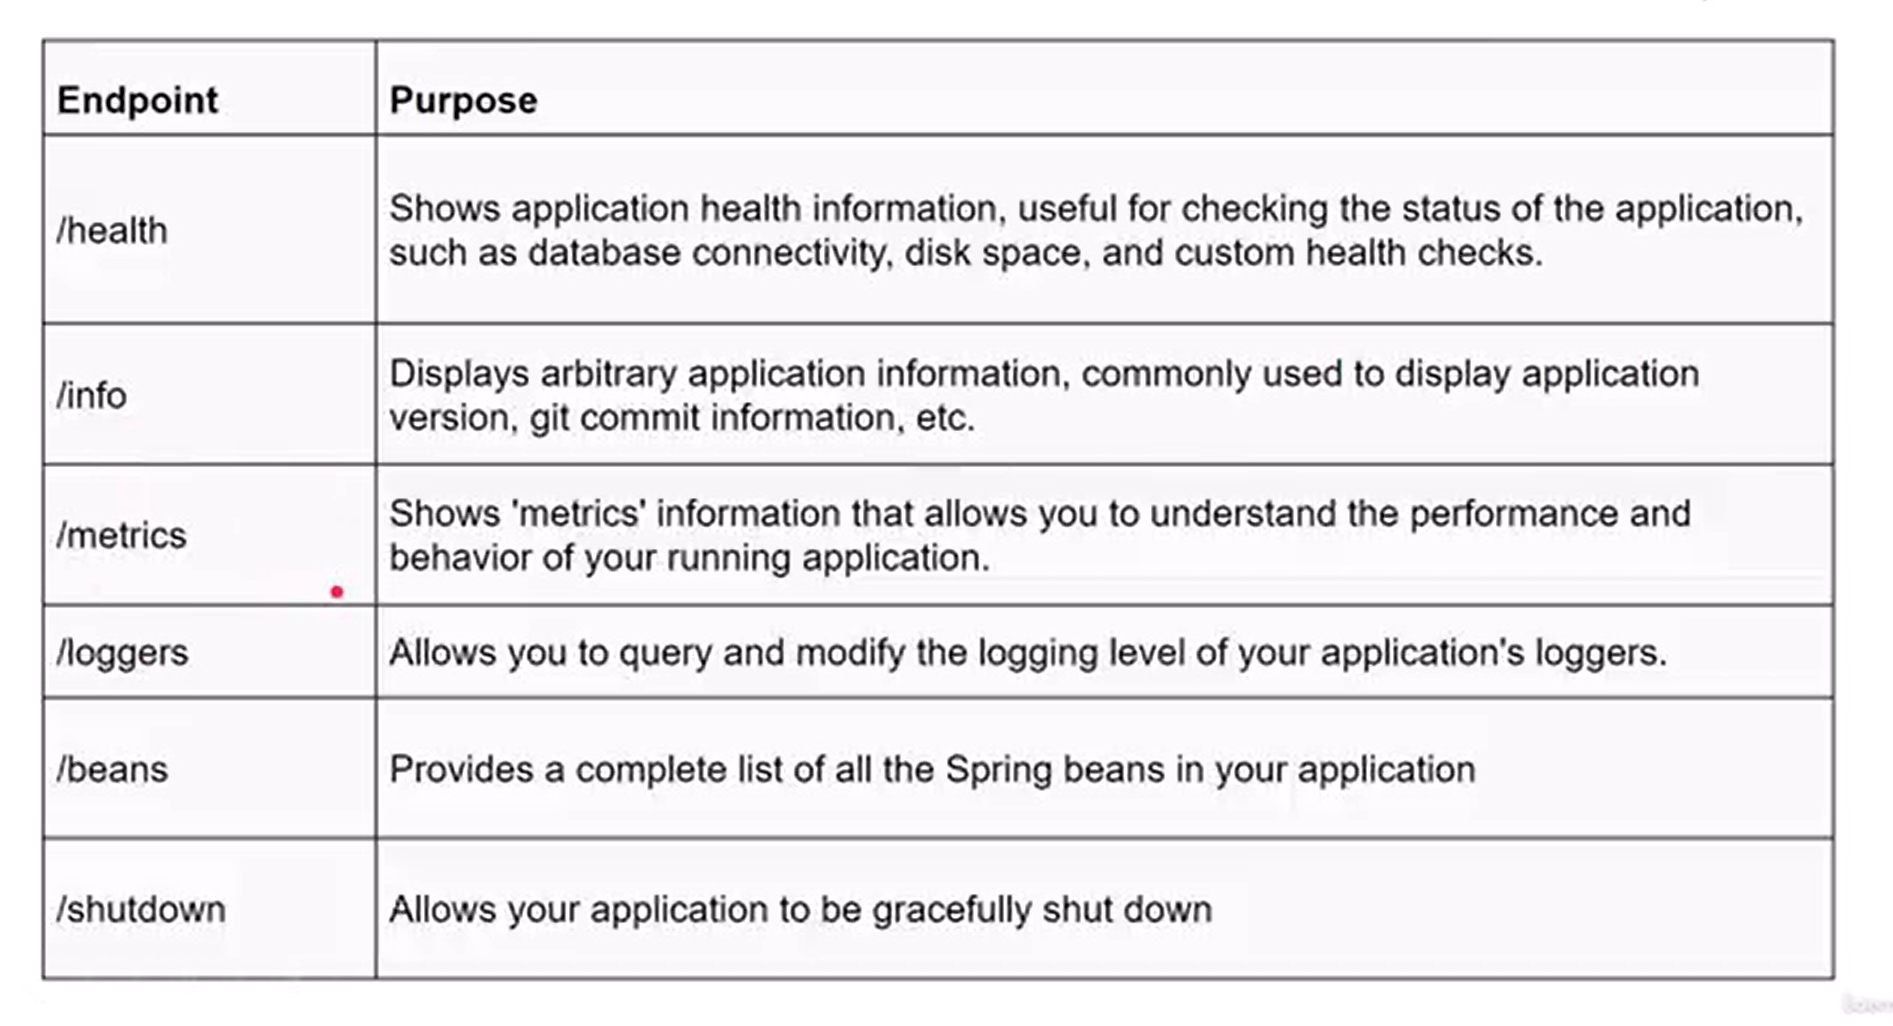 Endpoint
Purpose
/health
Shows application health information, useful for checking the status of the application,
such as database connectivity, disk space, and custom health checks.
/info
Displays arbitrary application information, commonly used to display application
version, git commit information, etc.
/metrics
Shows 'metrics' information that allows you to understand the performance and
behavior of your running application.
/loggers
Allows you to query and modify the logging level of your application's loggers.
/beans
Provides a complete list of all the Spring beans in your application
/shutdown
Allows your application to be gracefully shut down